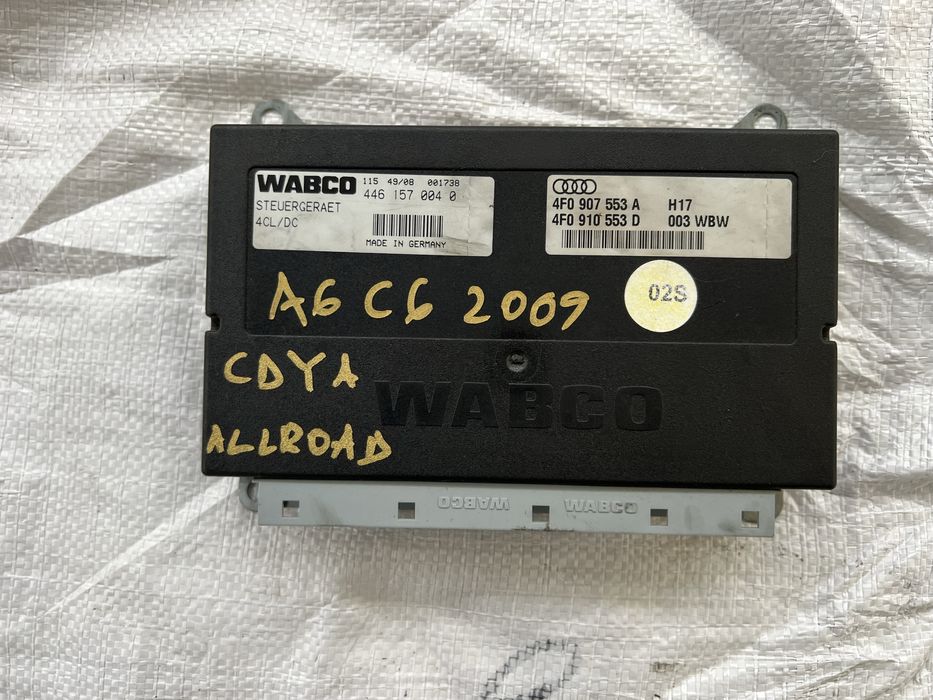 WABCO 115 49/08 001738
446 157 004 0
STEUERGERAET
4CL/DC
MADE IN GERMANY
4F0 907 553 A H17
4F0 910 553 D 003 WBW
02S
A6 C6 2009
CDYA
WABCO
ALLROAD
WABCO WABCO